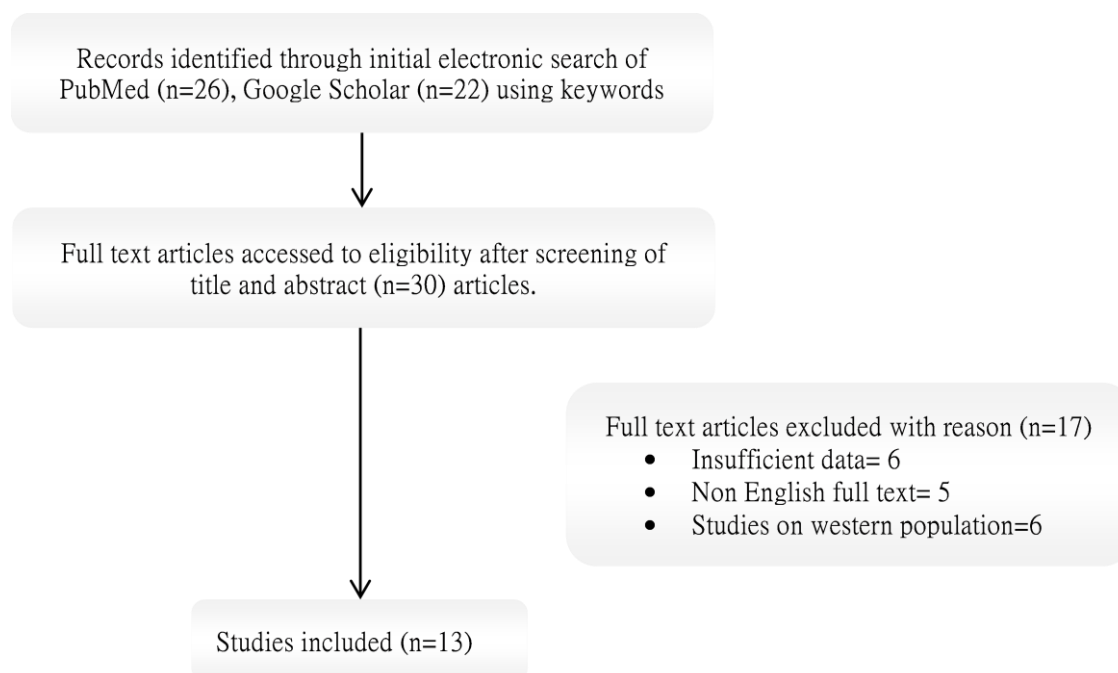 Records identified through initial electronic search of
PubMed (n=26), Google Scholar (n=22) using keywords
Full text articles accessed to eligibility after screening of
title and abstract (n=30) articles.
Full text articles excluded with reason (n=17)
• Insufficient data= 6
• Non English full text= 5
• Studies on western population=6
Studies included (n=13)